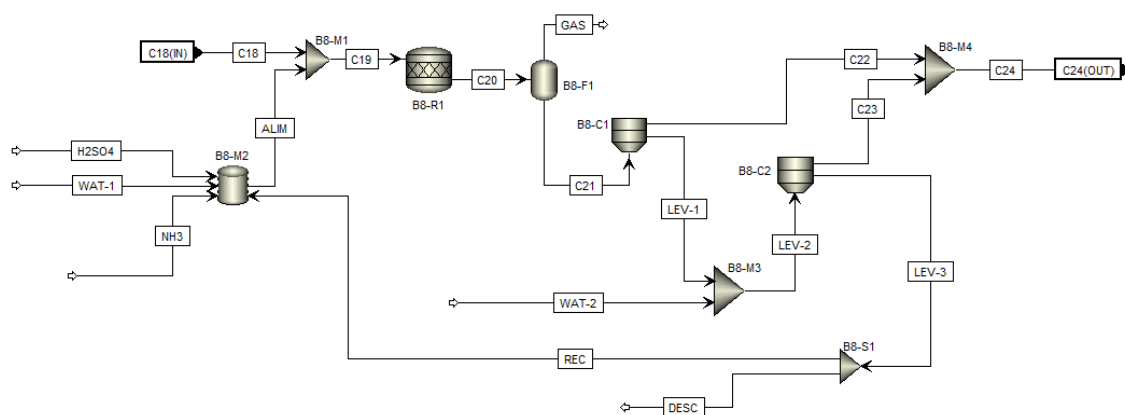 GAS
B8-M1
B8-M4
C18(IN)
C18
C19
C22
C24
C24(OUT)
C20
B8-F1
B8-R1
C23
B8-C1
ALIM
H2SO4
B8-M2
B8-C2
WAT-1
C21
LEV-1
NH3
LEV-2
B8-M3
LEV-3
WAT-2
B8-S1
REC
DESC